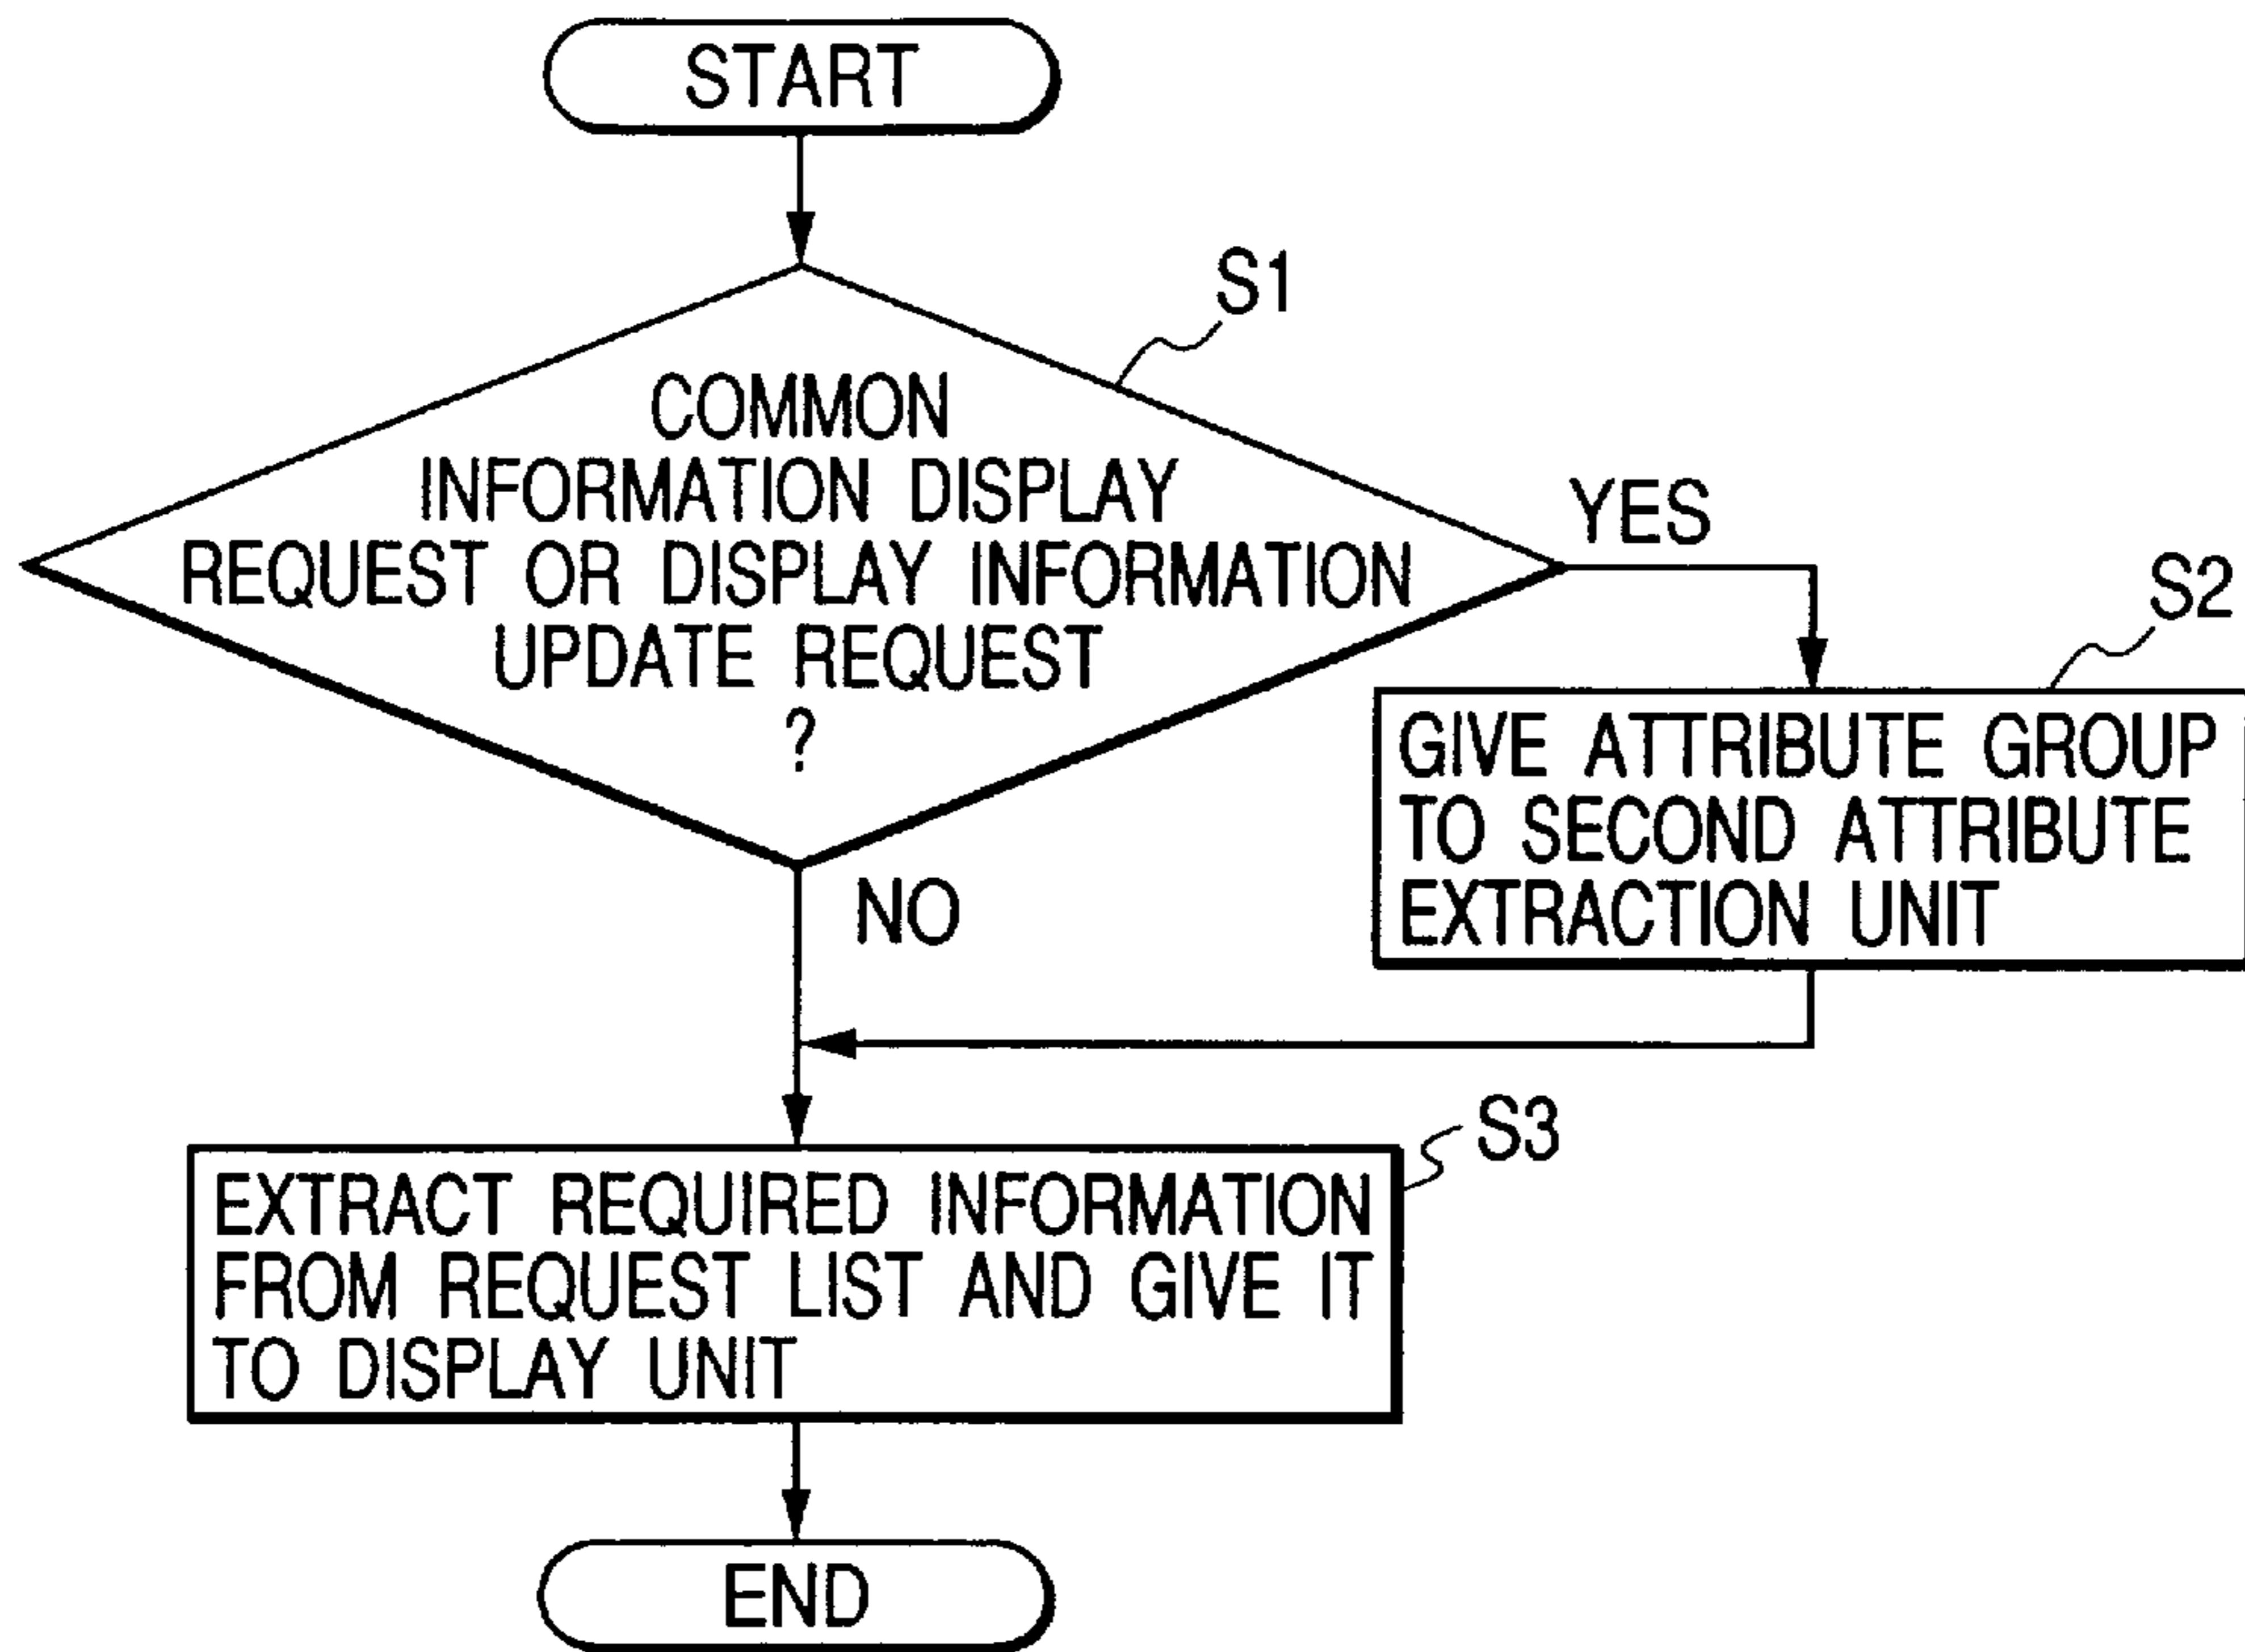 START
S1
COMMON
INFORMATION DISPLAY
REQUEST OR DISPLAY INFORMATION
UPDATE REQUEST
?
YES
S2
GIVE ATTRIBUTE GROUP
TO SECOND ATTRIBUTE
EXTRACTION UNIT
NO
S3
EXTRACT REQUIRED INFORMATION
FROM REQUEST LIST AND GIVE IT
TO DISPLAY UNIT
END